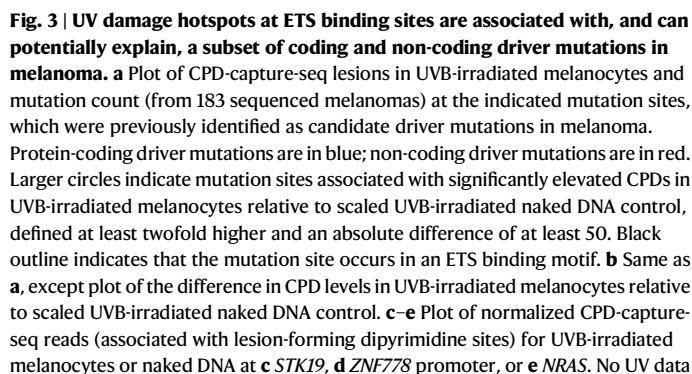 Fig. 3 | UV damage hotspots at ETS binding sites are associated with, and can
potentially explain, a subset of coding and non-coding driver mutations in
melanoma. a Plot of CPD-capture-seq lesions in UVB-irradiated melanocytes and
mutation count (from 183 sequenced melanomas) at the indicated mutation sites,
which were previously identified as candidate driver mutations in melanoma.
Protein-coding driver mutations are in blue; non-coding driver mutations are in red.
Larger circles indicate mutation sites associated with significantly elevated CPDs in
UVB-irradiated melanocytes relative to scaled UVB-irradiated naked DNA control,
defined at least twofold higher and an absolute difference of at least 50. Black
outline indicates that the mutation site occurs in an ETS binding motif. b Same as
a, except plot of the difference in CPD levels in UVB-irradiated melanocytes relative
to scaled UVB-irradiated naked DNA control. c–e Plot of normalized CPD-capture-
seq reads (associated with lesion-forming dipyrimidine sites) for UVB-irradiated
melanocytes or naked DNA at c STK19, d ZNF778 promoter, or e NRAS. No UV data